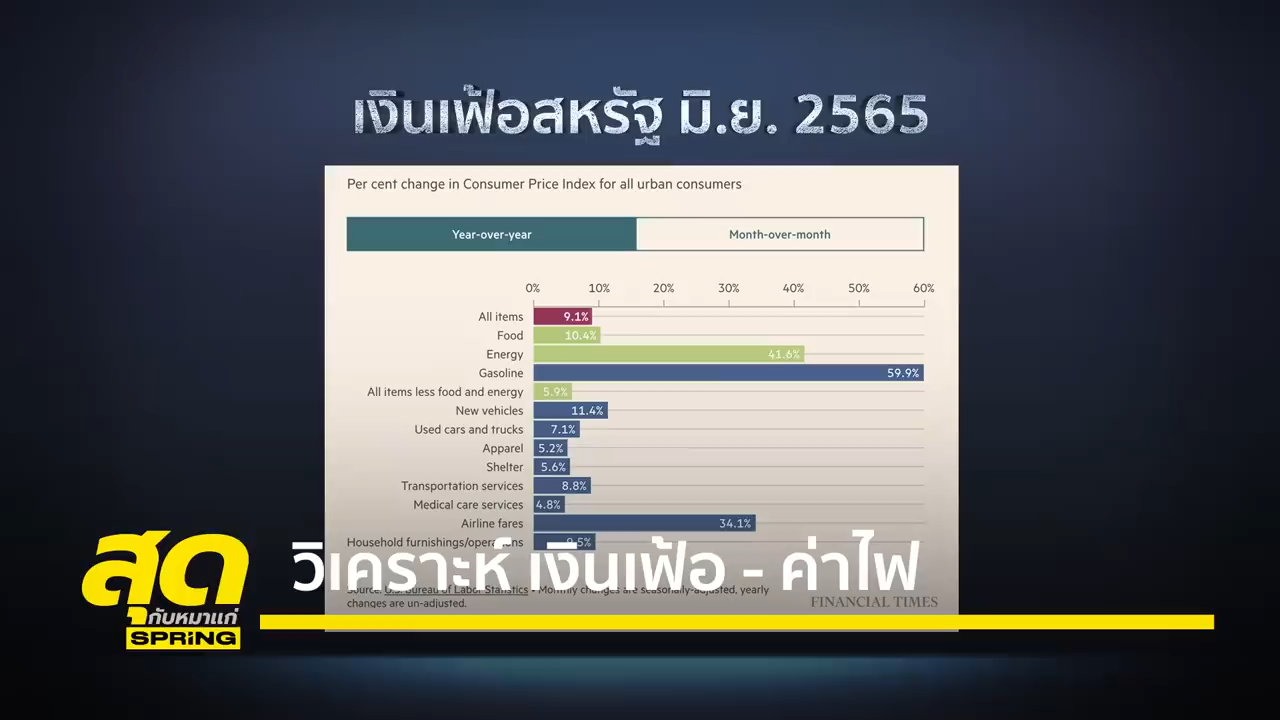 เงินเฟ้อสหรัฐ มิ.ย. 2565
Per cent change in Consumer Price Index for all urban consumers
Year-over-year
Month-over-month
0% 10% 20% 30% 40% 50% 60%
All items 9.1%
Food 10.4%
Energy 41.6%
Gasoline 59.9%
All items less food and energy 5.9%
New vehicles 11.4%
Used cars and trucks 7.1%
Apparel 5.2%
Shelter 5.6%
Transportation services 8.8%
Medical care services 4.8%
Airline fares 34.1%
Household furnishings/operations 9.5%
Source: U.S. Bureau of Labor Statistics • Monthly changes are seasonally-adjusted, yearly
changes are un-adjusted.
FINANCIAL TIMES
วิเคราะห์ เงินเฟ้อ - ค่าไฟ
สุด
กับหมาแก่
SPRiNG